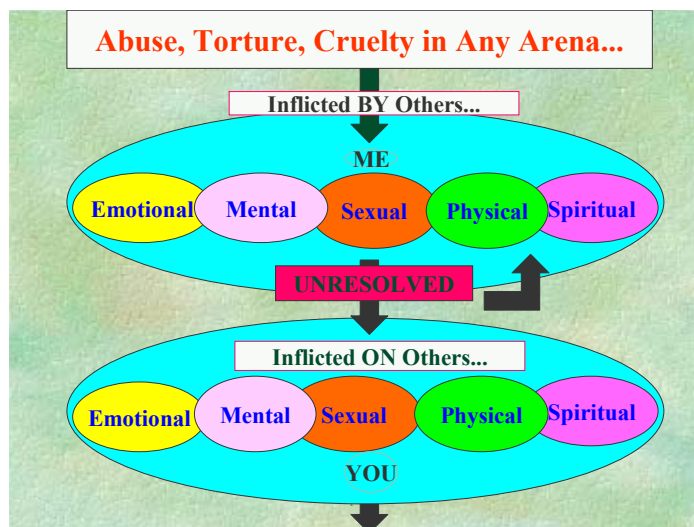 Abuse, Torture, Cruelty in Any Arena...
Inflicted BY Others...
ME
Emotional Mental Sexual Physical Spiritual
UNRESOLVED
Inflicted ON Others...
Emotional Mental Sexual Physical Spiritual
YOU